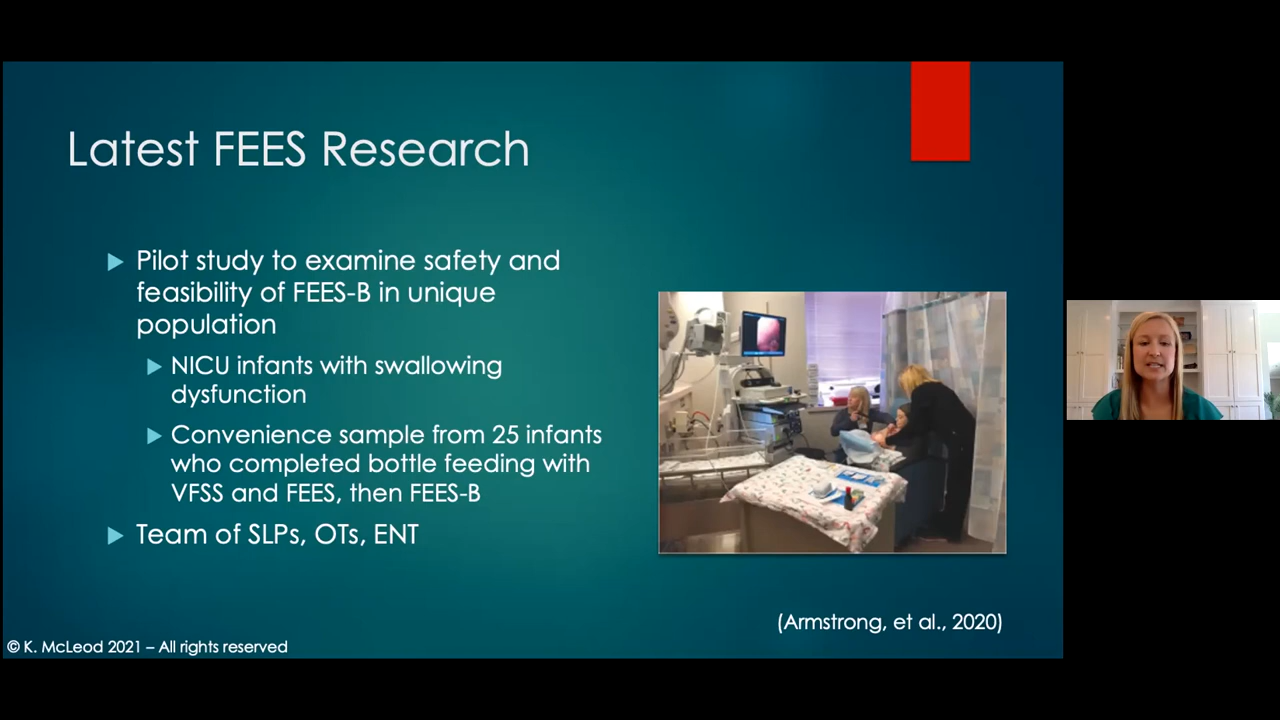 Latest FEES Research
Pilot study to examine safety and
feasibility of FEES-B in unique
population
NICU infants with swallowing
dysfunction
Convenience sample from 25 infants
who completed bottle feeding with
VFSS and FEES, then FEES-B
Team of SLPs, OTs, ENT
(Armstrong, et al., 2020)
© K. McLeod 2021 – All rights reserved